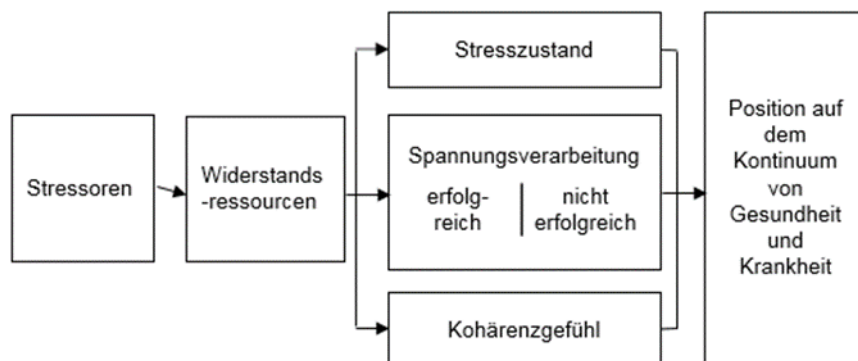 Stressoren
Widerstands
-ressourcen
Stresszustand
Spannungsverarbeitung
erfolg-
reich
nicht
erfolgreich
Kohärenzgefühl
Position auf
dem
Kontinuum
von
Gesundheit
und
Krankheit